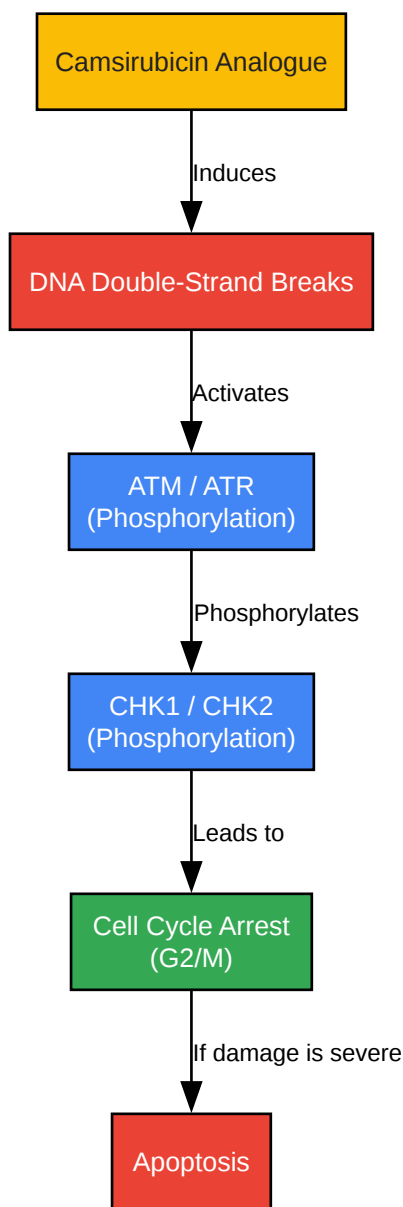 Camsirubicin Analogue
Induces
DNA Double-Strand Breaks
Activates
ATM / ATR
(Phosphorylation)
Phosphorylates
CHK1 / CHK2
(Phosphorylation)
Leads to
Cell Cycle Arrest
(G2/M)
If damage is severe
Apoptosis